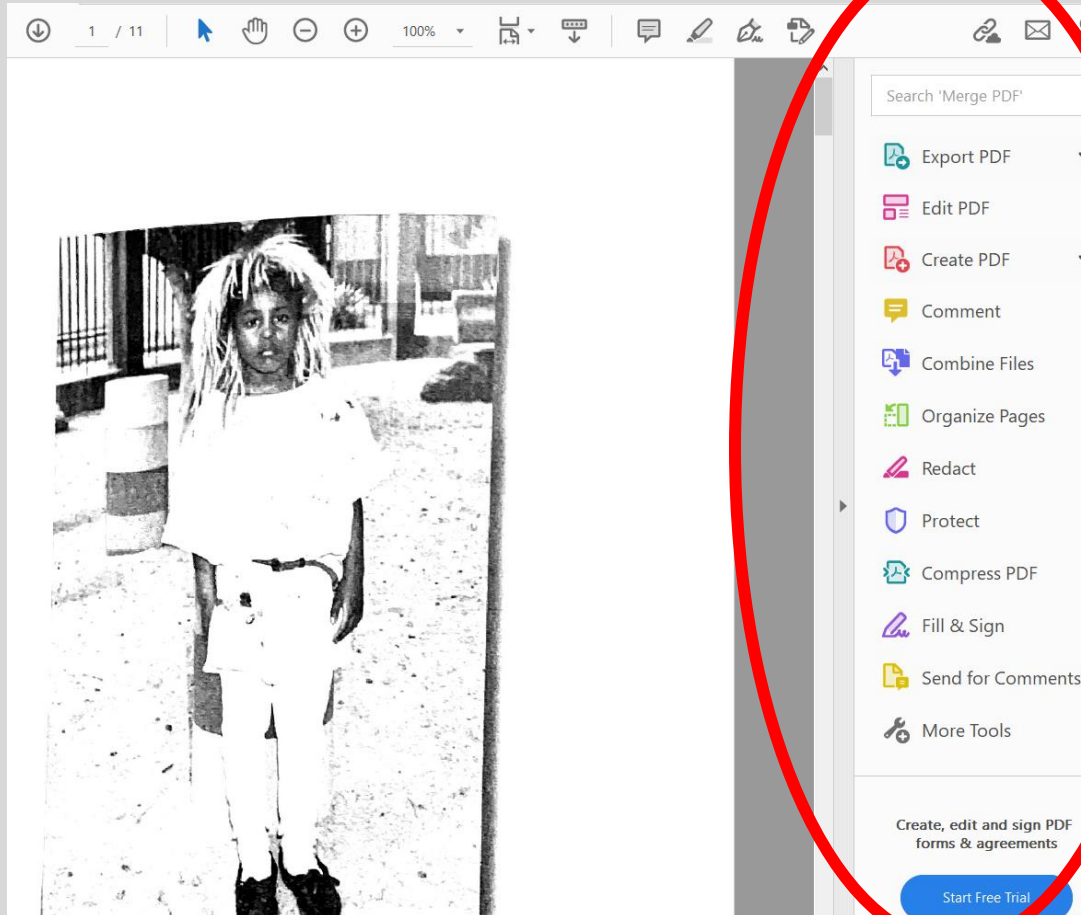 1 / 11 100%
Search 'Merge PDF'
Export PDF
Edit PDF
Create PDF
Comment
Combine Files
Organize Pages
Redact
Protect
Compress PDF
Fill & Sign
Send for Comments
More Tools
Create, edit and sign PDF
forms & agreements
Start Free Trial